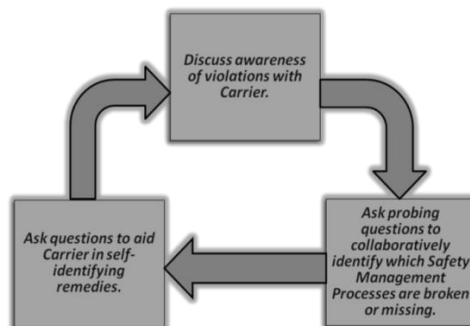 Discuss awareness
of violations with
Carrier.
Ask probing
questions to
collaboratively
identify which Safety
Management
Processes are broken
or missing.
Ask questions to aid
Carrier in self-
identifying
remedies.